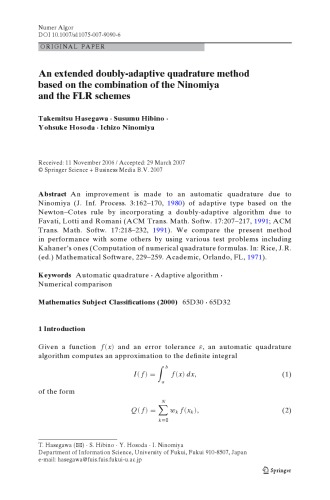 Numer Algor
DOI 10.1007/s11075-007-9090-6
ORIGINAL PAPER
An extended doubly-adaptive quadrature method
based on the combination of the Ninomiya
and the FLR schemes
Takemitsu Hasegawa · Susumu Hibino ·
Yohsuke Hosoda · Ichizo Ninomiya
Received: 11 November 2006 / Accepted: 29 March 2007
© Springer Science + Business Media B.V. 2007
Abstract An improvement is made to an automatic quadrature due to
Ninomiya (J. Inf. Process. 3:162–170, 1980) of adaptive type based on the
Newton–Cotes rule by incorporating a doubly-adaptive algorithm due to
Favati, Lotti and Romani (ACM Trans. Math. Softw. 17:207–217, 1991; ACM
Trans. Math. Softw. 17:218–232, 1991). We compare the present method
in performance with some others by using various test problems including
Kahaner's ones (Computation of numerical quadrature formulas. In: Rice, J.R.
(ed.) Mathematical Software, 229–259. Academic, Orlando, FL, 1971).
Keywords Automatic quadrature · Adaptive algorithm ·
Numerical comparison
Mathematics Subject Classifications (2000) 65D30 · 65D32
1 Introduction
Given a function f(x) and an error tolerance ε, an automatic quadrature
algorithm computes an approximation to the definite integral
I(f) = ∫_a^b f(x) dx, (1)
of the form
Q(f) = ∑_{k=0}^N w_k f(x_k), (2)
T. Hasegawa (✉) · S. Hibino · Y. Hosoda · I. Ninomiya
Department of Information Science, University of Fukui, Fukui 910-8507, Japan
e-mail: hasegawa@fuis.fuis.fukui-u.ac.jp
Springer